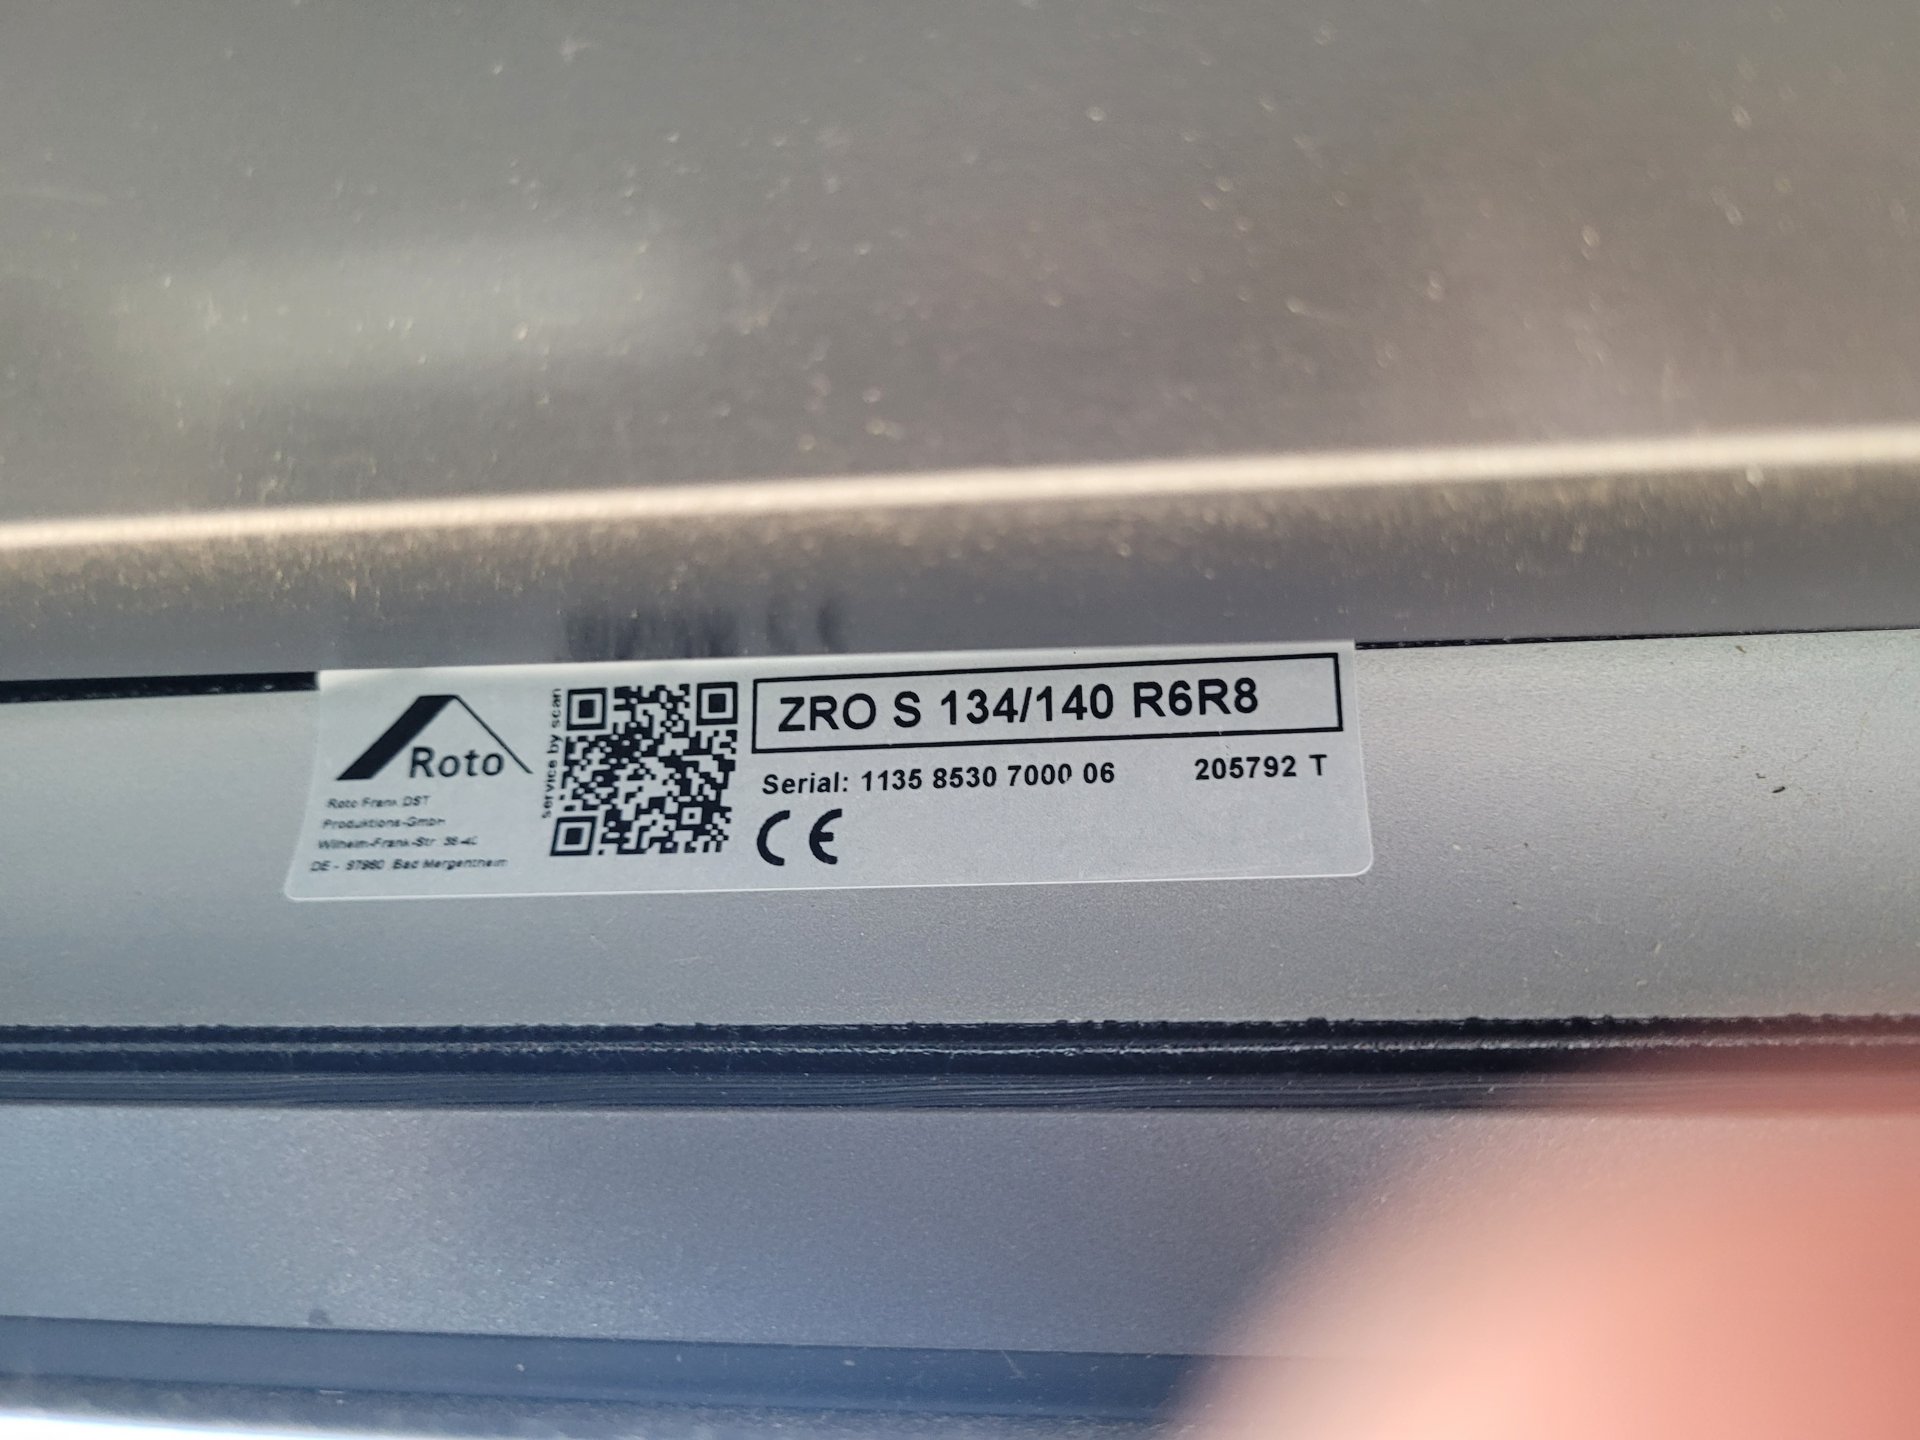 Roto
Roto Frank DST
Produktions-GmbH
Wilhelm-Frank-Str. 38-40
DE - 97980 Bad Mergentheim
service by scan
ZRO S 134/140 R6R8
Serial: 1135 8530 7000 06
205792 T
CE